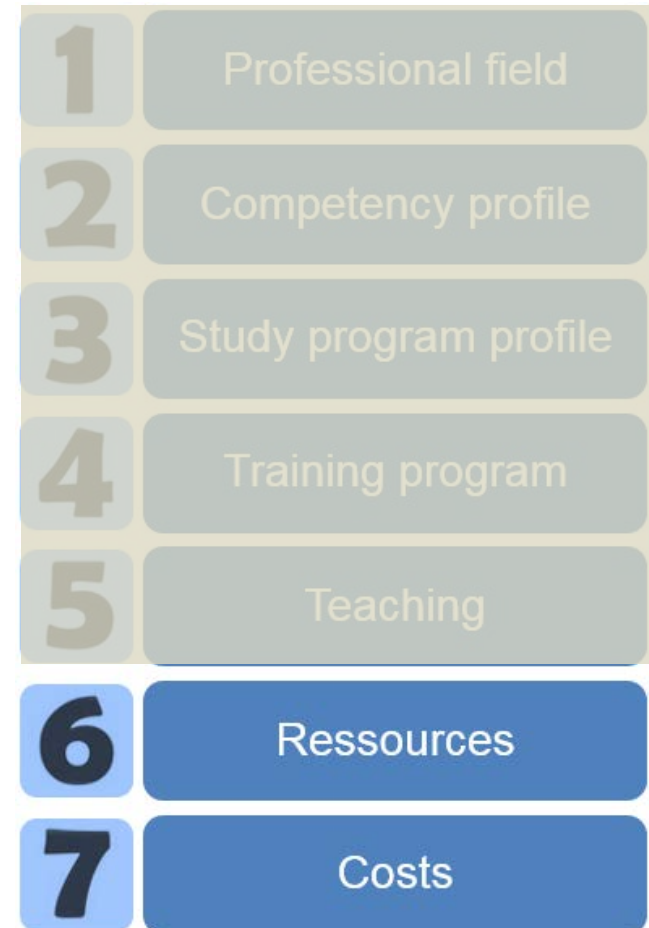 1 Professional field
2 Competency profile
3 Study program profile
4 Training program
5 Teaching
6 Ressources
7 Costs